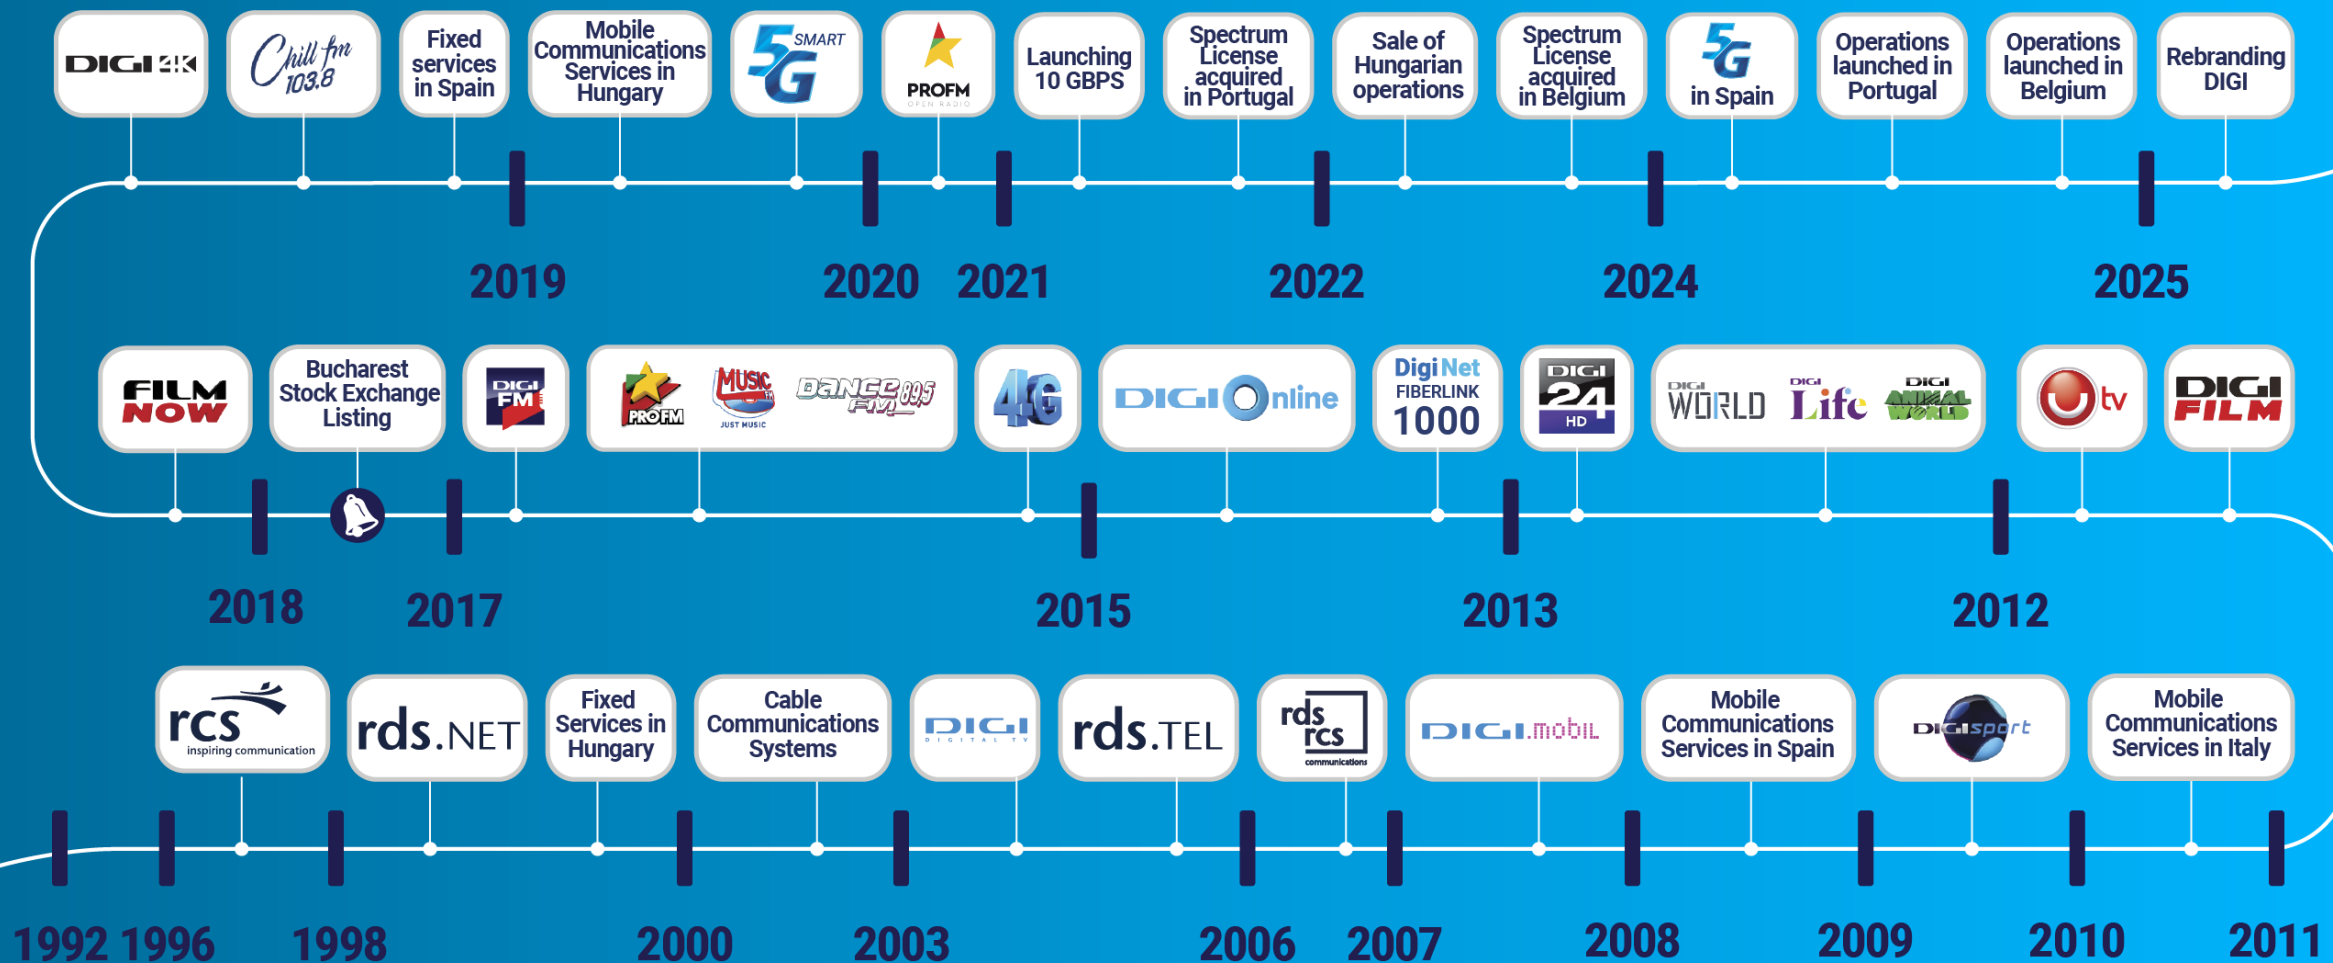 DIGI 4K
Chill fm
103.8
Fixed
services
in Spain
Mobile
Communications
Services in
Hungary
5G SMART
PROFM
OPEN RADIO
Launching
10 GBPS
Spectrum
License
acquired
in Portugal
Sale of
Hungarian
operations
Spectrum
License
acquired
in Belgium
5G
in Spain
Operations
launched in
Portugal
Operations
launched in
Belgium
Rebranding
DIGI
2019
2020
2021
2022
2024
2025
FILM
NOW
Bucharest
Stock Exchange
Listing
DIGI
FM
PROFM
MUSIC
FM
JUST MUSIC
DANCE
FM 89,5
4G
DIGI Online
DigiNet
FIBERLINK
1000
DIGI
24
HD
DIGI
WORLD
DIGI
Life
DIGI
ANIMAL
WORLD
U tv
DIGI
FILM
2018
2017
2015
2013
2012
rcs
inspiring communication
rds.NET
Fixed
Services in
Hungary
Cable
Communications
Systems
DIGI
DIGITAL TV
rds.TEL
rds
rcs
communications
DIGI.mobil
Mobile
Communications
Services in Spain
DIGIsport
Mobile
Communications
Services in Italy
1992
1996
1998
2000
2003
2006
2007
2008
2009
2010
2011